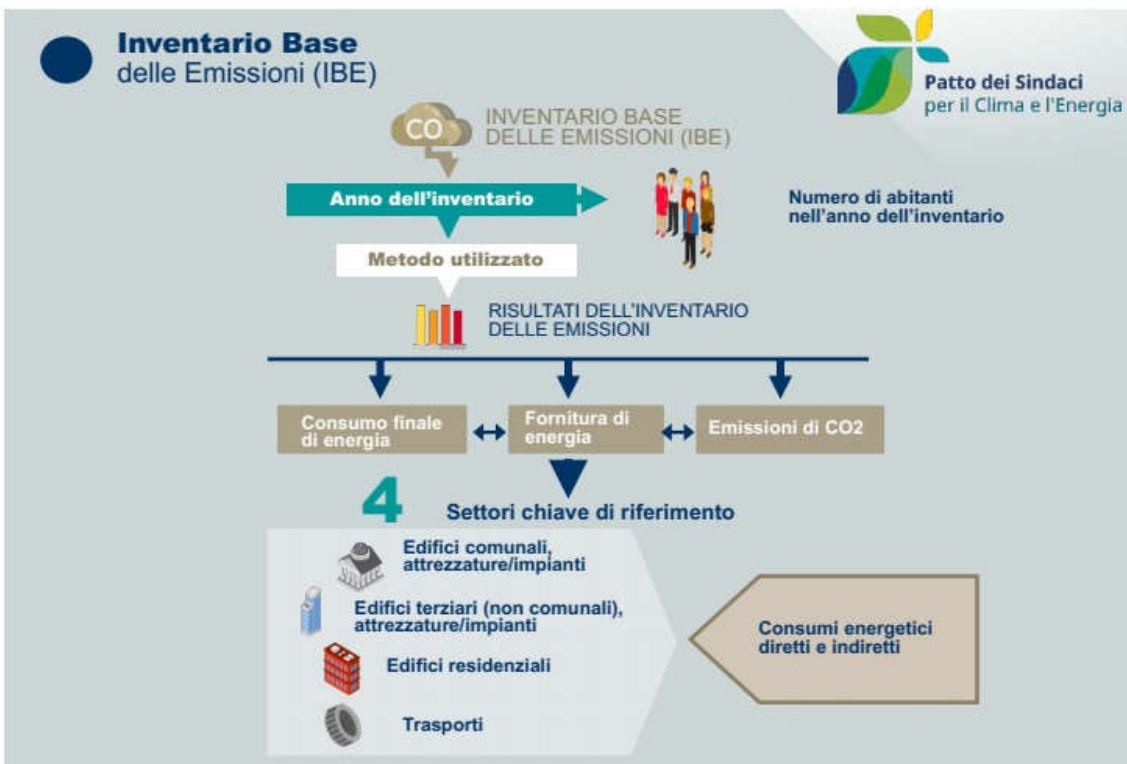 Inventario Base
delle Emissioni (IBE)
Patto dei Sindaci
per il Clima e l'Energia
CO
INVENTARIO BASE
DELLE EMISSIONI (IBE)
Anno dell'inventario
Numero di abitanti
nell'anno dell'inventario
Metodo utilizzato
RISULTATI DELL'INVENTARIO
DELLE EMISSIONI
Consumo finale
di energia
Fornitura di
energia
Emissioni di CO2
4
Settori chiave di riferimento
Edifici comunali,
attrezzature/impianti
Edifici terziari (non comunali),
attrezzature/impianti
Edifici residenziali
Trasporti
Consumi energetici
diretti e indiretti